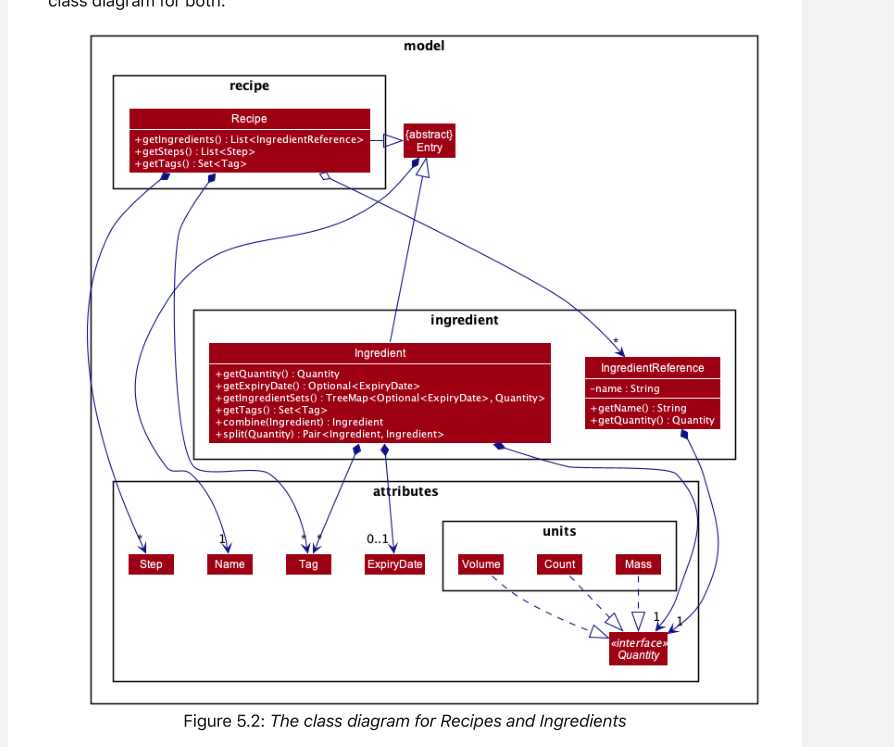 class diagram for both.
model
recipe
Recipe
+getIngredients() : List<IngredientReference>
+getSteps() : List<Step>
+getTags() : Set<Tag>
{abstract}
Entry
*
ingredient
Ingredient
+getQuantity() : Quantity
+getExpiryDate() : Optional<ExpiryDate>
+getIngredientSets() : TreeMap<Optional<ExpiryDate>, Quantity>
+getTags() : Set<Tag>
+combine(Ingredient) : Ingredient
+split(Quantity) : Pair<Ingredient, Ingredient>
IngredientReference
-name : String
+getName() : String
+getQuantity() : Quantity
attributes
* 1 * * 0..1
Step Name Tag ExpiryDate
units
Volume Count Mass
1 1
«interface»
Quantity
Figure 5.2: The class diagram for Recipes and Ingredients